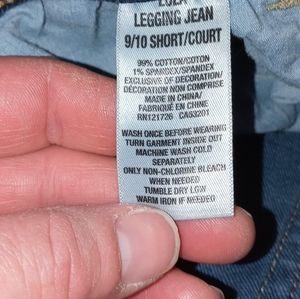 LEGGING JEAN
9/10 SHORT/COURT
99% COTTON/COTON
1% SPANDEX/SPANDEX
EXCLUSIVE OF DECORATION/
DÉCORATION NON COMPRISE
MADE IN CHINA/
FABRIQUÉ EN CHINE
RN121726 CA53201
WASH ONCE BEFORE WEARING
TURN GARMENT INSIDE OUT
MACHINE WASH COLD
SEPARATELY
ONLY NON-CHLORINE BLEACH
WHEN NEEDED
TUMBLE DRY LOW
WARM IRON IF NEEDED